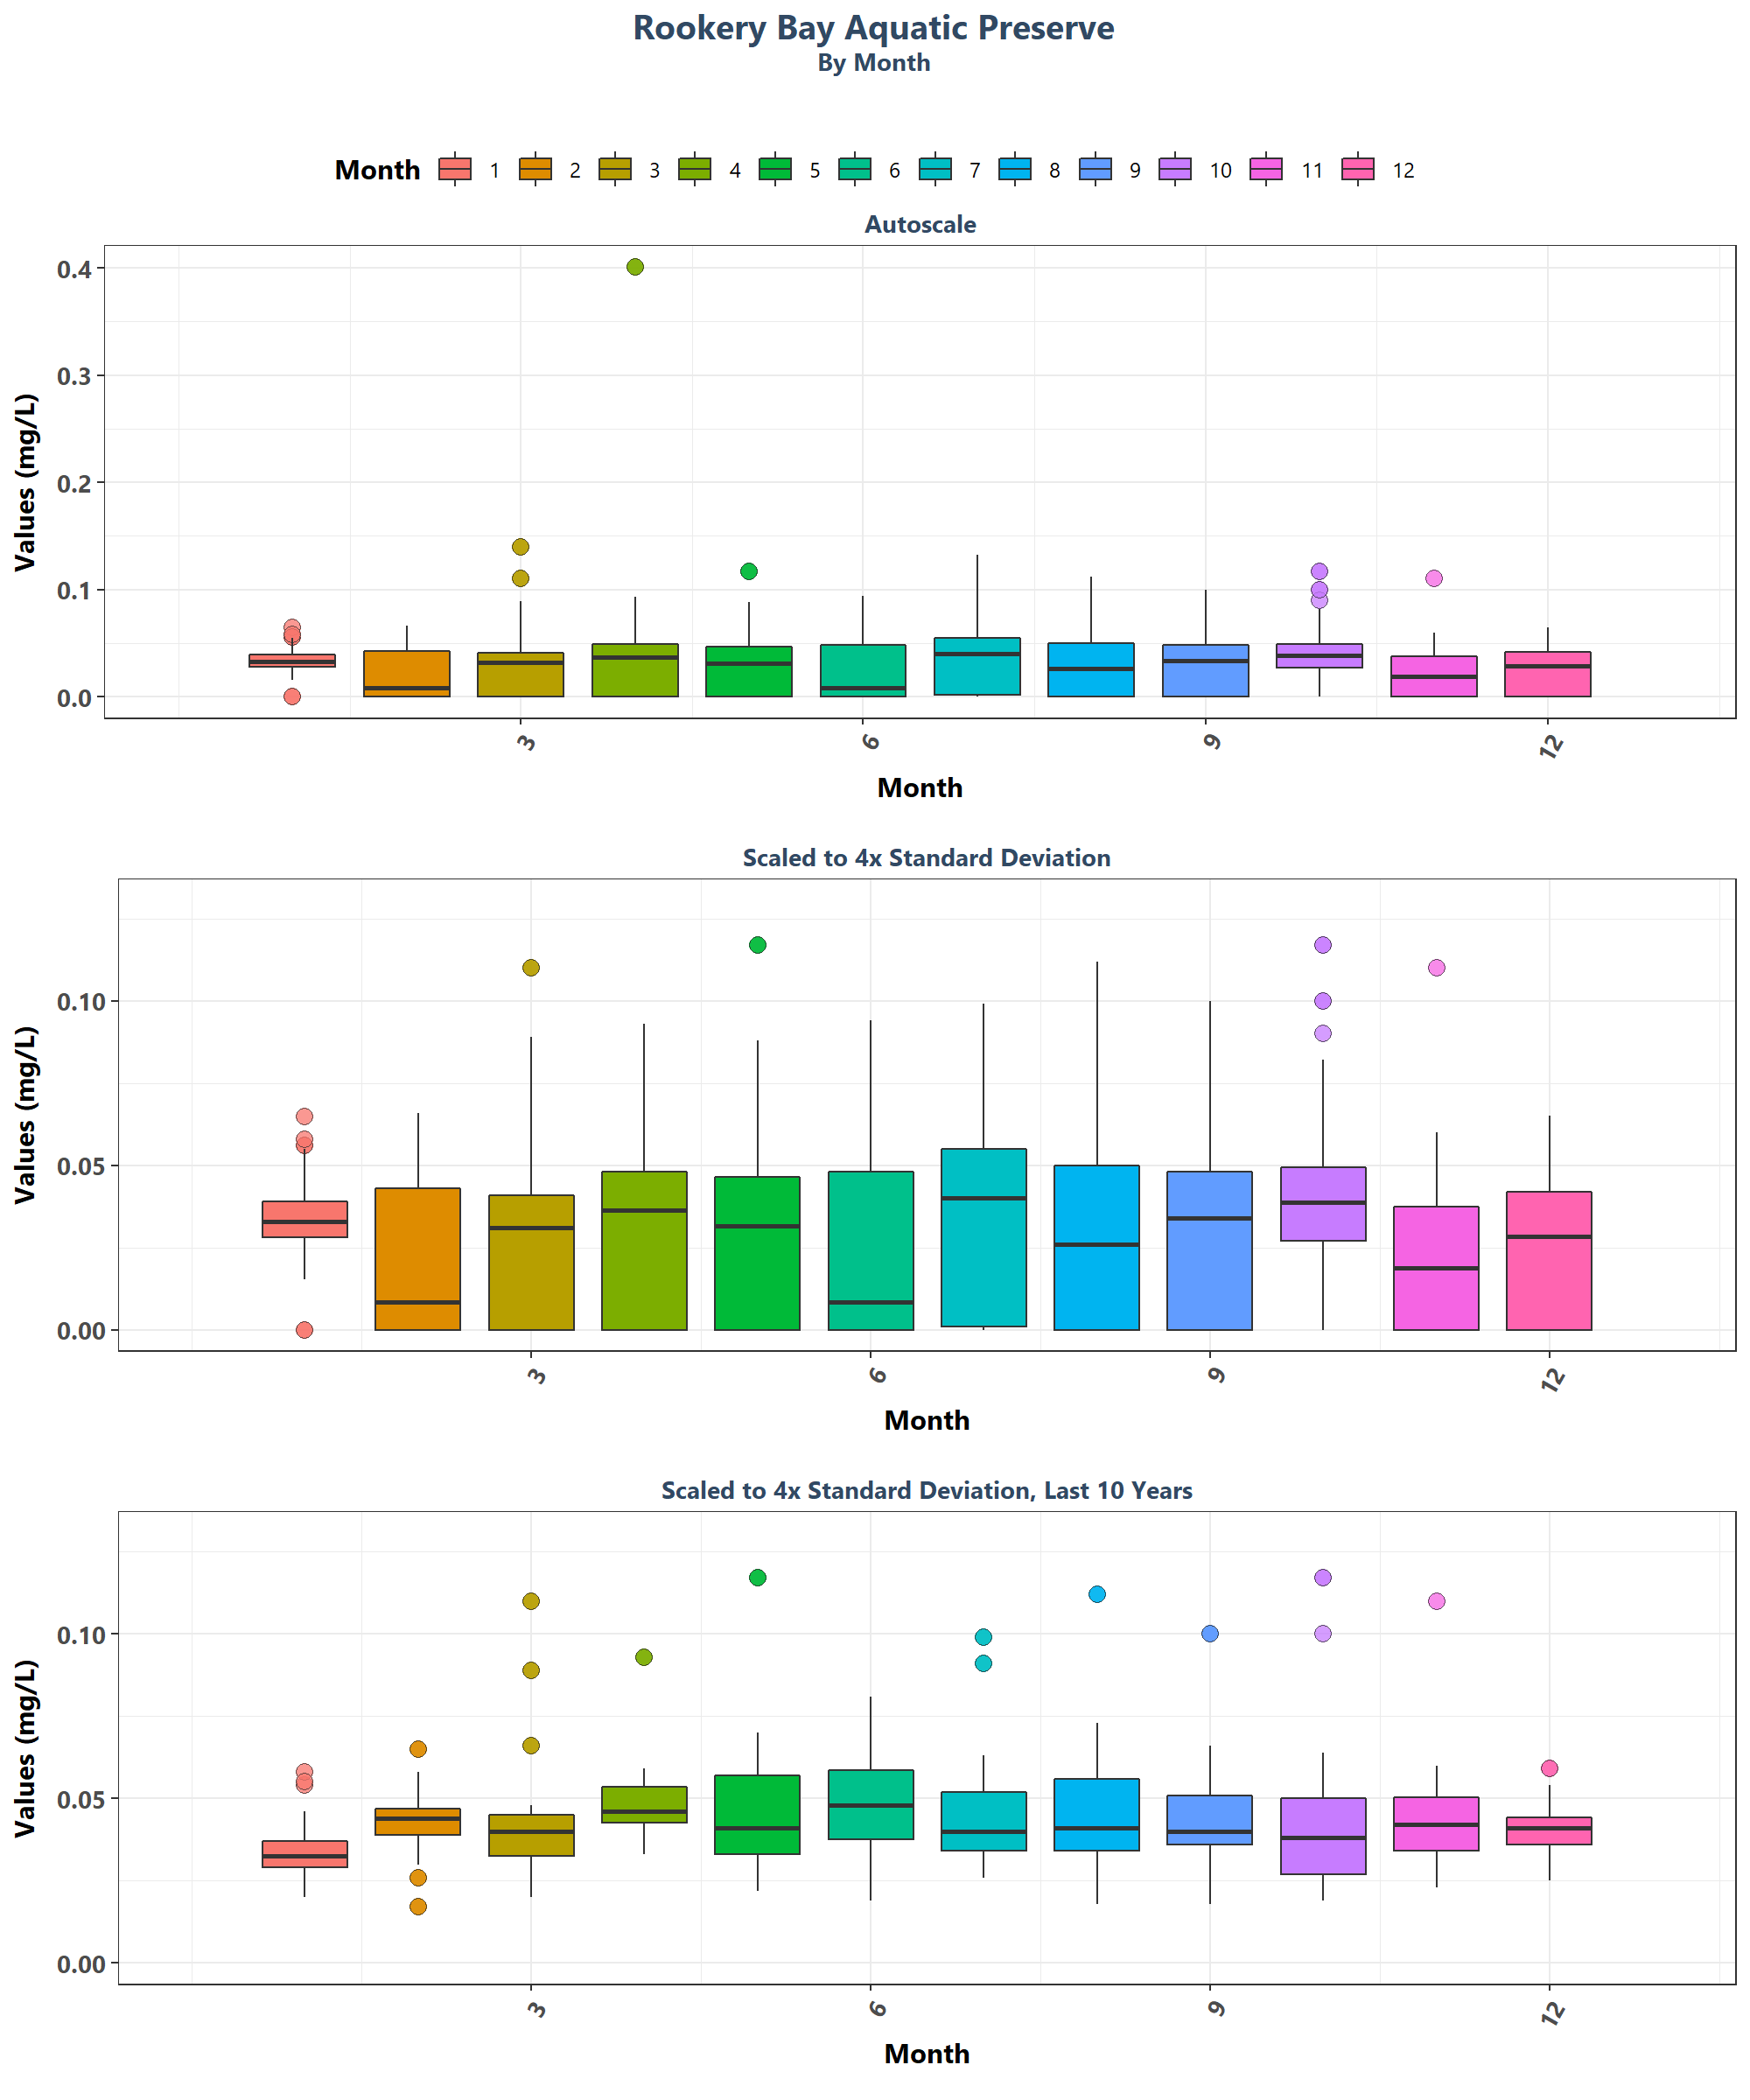 Rookery Bay Aquatic Preserve
By Month
Month 1 2 3 4 5 6 7 8 9 10 11 12
Autoscale
Values (mg/L)
0.4
0.3
0.2
0.1
0.0
3 6 9 12
Month
Scaled to 4x Standard Deviation
Values (mg/L)
0.10
0.05
0.00
3 6 9 12
Month
Scaled to 4x Standard Deviation, Last 10 Years
Values (mg/L)
0.10
0.05
0.00
3 6 9 12
Month